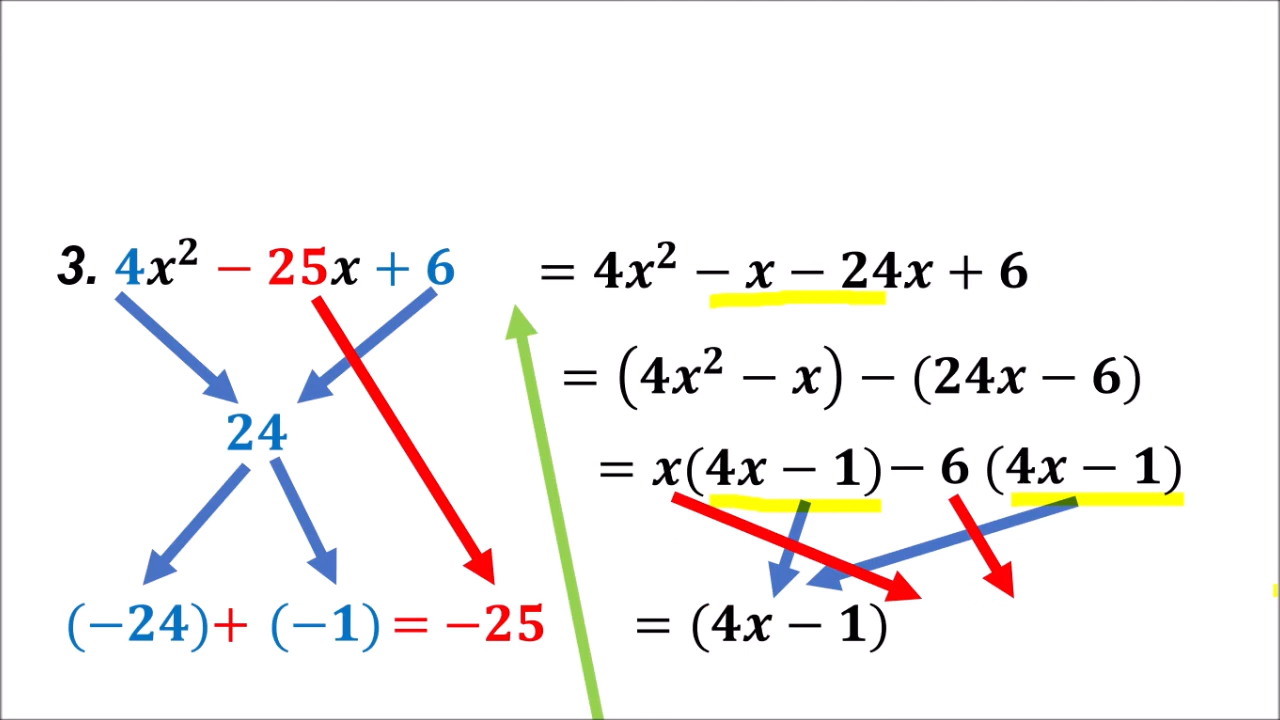 3. 4x² − 25x + 6 = 4x² − x − 24x + 6
= (4x² − x) − (24x − 6)
24
= x(4x − 1) − 6 (4x − 1)
(−24) + (−1) = −25
= (4x − 1)